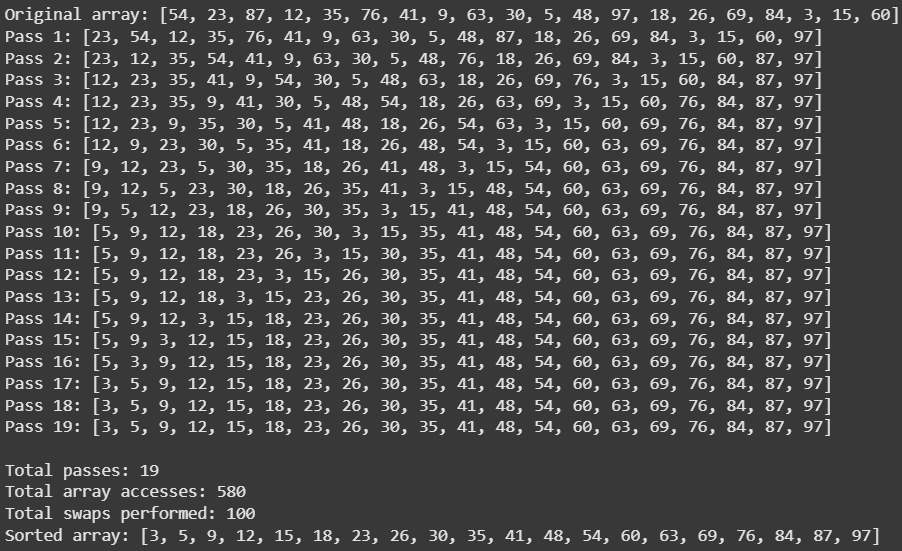 Original array: [54, 23, 87, 12, 35, 76, 41, 9, 63, 30, 5, 48, 97, 18, 26, 69, 84, 3, 15, 60]
Pass 1: [23, 54, 12, 35, 76, 41, 9, 63, 30, 5, 48, 87, 18, 26, 69, 84, 3, 15, 60, 97]
Pass 2: [23, 12, 35, 54, 41, 9, 63, 30, 5, 48, 76, 18, 26, 69, 84, 3, 15, 60, 87, 97]
Pass 3: [12, 23, 35, 41, 9, 54, 30, 5, 48, 63, 18, 26, 69, 76, 3, 15, 60, 84, 87, 97]
Pass 4: [12, 23, 35, 9, 41, 30, 5, 48, 54, 18, 26, 63, 69, 3, 15, 60, 76, 84, 87, 97]
Pass 5: [12, 23, 9, 35, 30, 5, 41, 48, 18, 26, 54, 63, 3, 15, 60, 69, 76, 84, 87, 97]
Pass 6: [12, 9, 23, 30, 5, 35, 41, 18, 26, 48, 54, 3, 15, 60, 63, 69, 76, 84, 87, 97]
Pass 7: [9, 12, 23, 5, 30, 35, 18, 26, 41, 48, 3, 15, 54, 60, 63, 69, 76, 84, 87, 97]
Pass 8: [9, 12, 5, 23, 30, 18, 26, 35, 41, 3, 15, 48, 54, 60, 63, 69, 76, 84, 87, 97]
Pass 9: [9, 5, 12, 23, 18, 26, 30, 35, 3, 15, 41, 48, 54, 60, 63, 69, 76, 84, 87, 97]
Pass 10: [5, 9, 12, 18, 23, 26, 30, 3, 15, 35, 41, 48, 54, 60, 63, 69, 76, 84, 87, 97]
Pass 11: [5, 9, 12, 18, 23, 26, 3, 15, 30, 35, 41, 48, 54, 60, 63, 69, 76, 84, 87, 97]
Pass 12: [5, 9, 12, 18, 23, 3, 15, 26, 30, 35, 41, 48, 54, 60, 63, 69, 76, 84, 87, 97]
Pass 13: [5, 9, 12, 18, 3, 15, 23, 26, 30, 35, 41, 48, 54, 60, 63, 69, 76, 84, 87, 97]
Pass 14: [5, 9, 12, 3, 15, 18, 23, 26, 30, 35, 41, 48, 54, 60, 63, 69, 76, 84, 87, 97]
Pass 15: [5, 9, 3, 12, 15, 18, 23, 26, 30, 35, 41, 48, 54, 60, 63, 69, 76, 84, 87, 97]
Pass 16: [5, 3, 9, 12, 15, 18, 23, 26, 30, 35, 41, 48, 54, 60, 63, 69, 76, 84, 87, 97]
Pass 17: [3, 5, 9, 12, 15, 18, 23, 26, 30, 35, 41, 48, 54, 60, 63, 69, 76, 84, 87, 97]
Pass 18: [3, 5, 9, 12, 15, 18, 23, 26, 30, 35, 41, 48, 54, 60, 63, 69, 76, 84, 87, 97]
Pass 19: [3, 5, 9, 12, 15, 18, 23, 26, 30, 35, 41, 48, 54, 60, 63, 69, 76, 84, 87, 97]
Total passes: 19
Total array accesses: 580
Total swaps performed: 100
Sorted array: [3, 5, 9, 12, 15, 18, 23, 26, 30, 35, 41, 48, 54, 60, 63, 69, 76, 84, 87, 97]